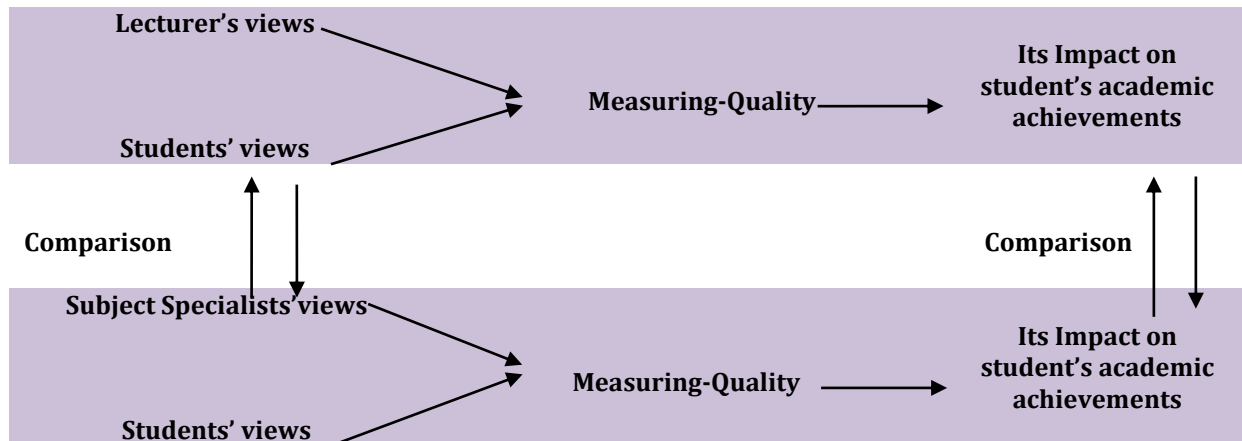 Lecturer's views
Its Impact on
student's academic
achievements
Measuring-Quality
Students' views
Comparison
Comparison
Subject Specialists'views
Its Impact on
student's academic
achievements
Measuring-Quality
Students' views